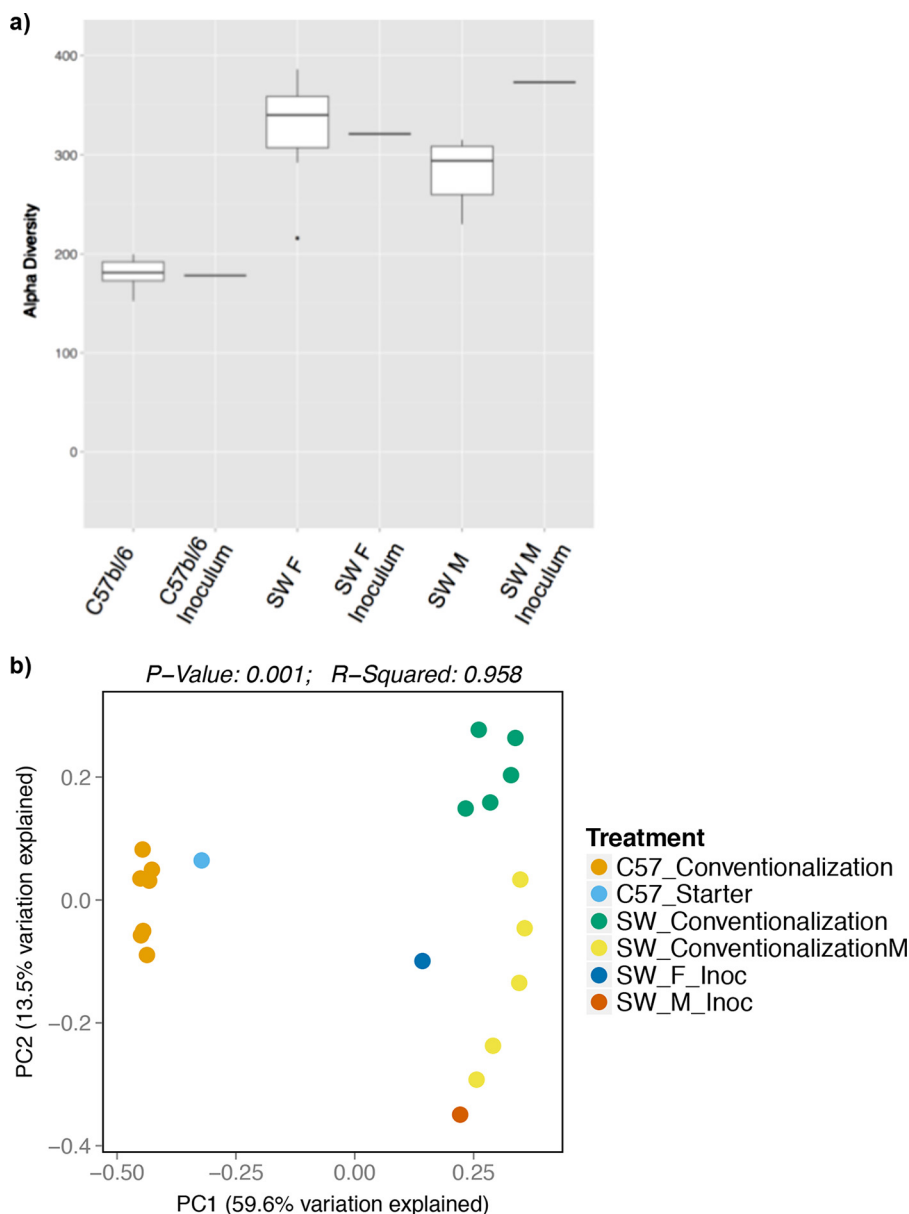 a)
400
300
200
100
0
Alpha Diversity
C57bl/6
C57bl/6
Inoculum
SW F
SW F
Inoculum
SW M
SW M
Inoculum
b)
P-Value: 0.001; R-Squared: 0.958
0.2
0.0
−0.2
−0.4
PC2 (13.5% variation explained)
−0.50
−0.25
0.00
0.25
PC1 (59.6% variation explained)
Treatment
C57_Conventionalization
C57_Starter
SW_Conventionalization
SW_ConventionalizationM
SW_F_Inoc
SW_M_Inoc